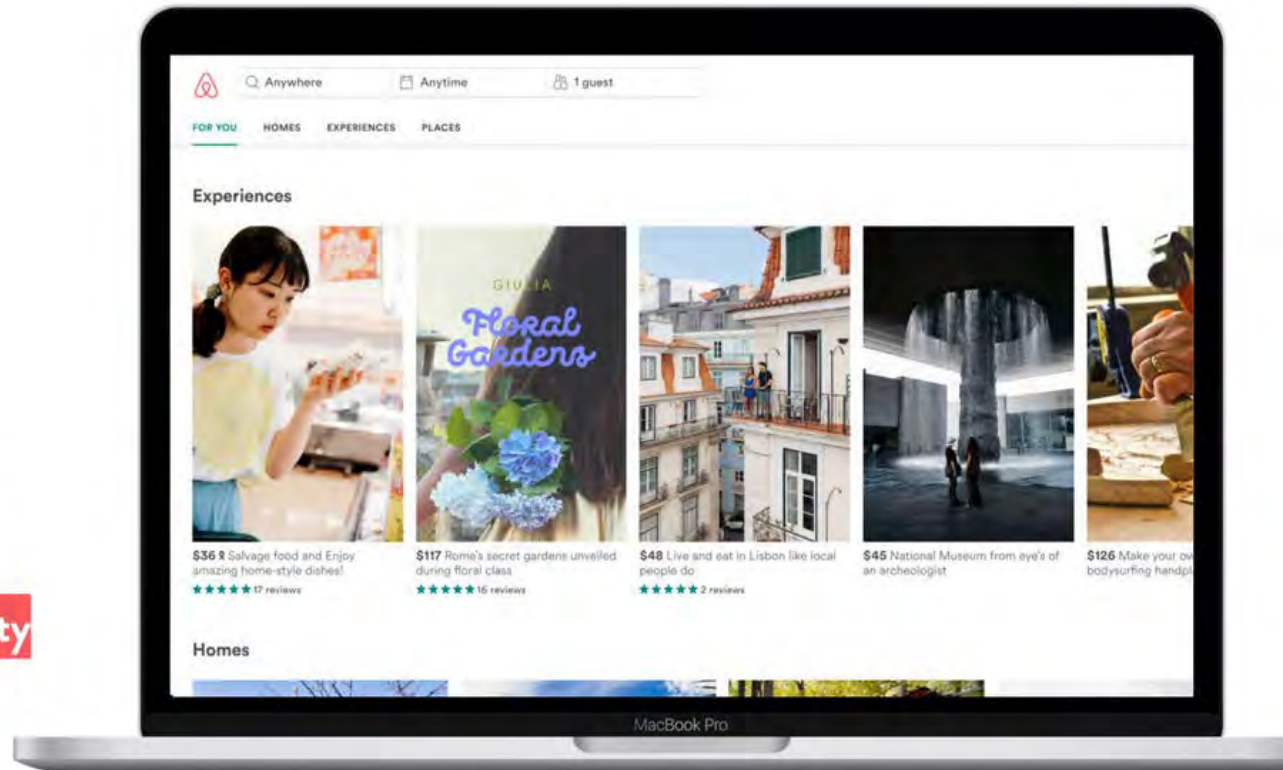 Anywhere
Anytime
1 guest
FOR YOU
HOMES
EXPERIENCES
PLACES
Experiences
GIULIA
Floral
Gardens
$36 Salvage food and Enjoy
amazing home-style dishes!
17 reviews
$117 Rome's secret gardens unveiled
during floral class
16 reviews
$48 Live and eat in Lisbon like local
people do
2 reviews
$45 National Museum from eye's of
an archeologist
$126 Make your
bodysurfing
ty
Homes
MacBook Pro